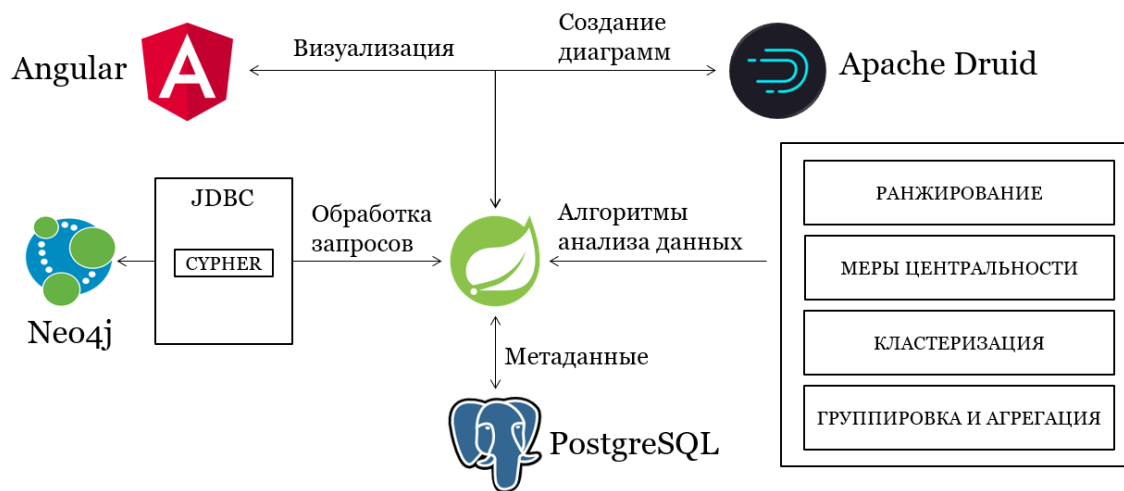 Angular
A
Визуализация
Создание
диаграмм
Apache Druid
JDBC
CYPHER
Neo4j
Обработка
запросов
Алгоритмы
анализа данных
РАНЖИРОВАНИЕ
МЕРЫ ЦЕНТРАЛЬНОСТИ
КЛАСТЕРИЗАЦИЯ
ГРУППИРОВКА И АГРЕГАЦИЯ
Метаданные
PostgreSQL